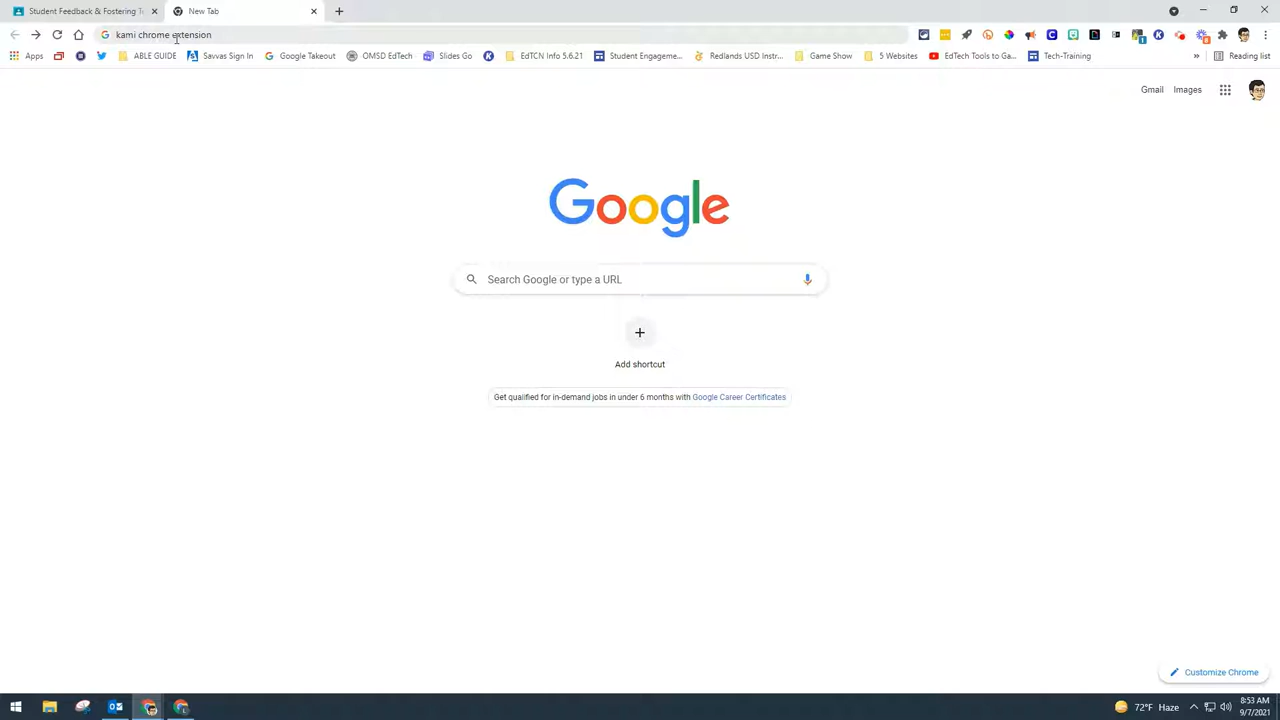 Student Feedback & Fostering Te
New Tab
kami chrome extension
Apps
ABLE GUIDE
Savvas Sign In
Google Takeout
OMSD EdTech
Slides Go
EdTCN Info 5.6.21
Student Engageme...
Redlands USD Instr...
Game Show
5 Websites
EdTech Tools to Ga...
Tech-Training
»
Reading list
Gmail
Images
Google
Search Google or type a URL
Add shortcut
Get qualified for in-demand jobs in under 6 months with Google Career Certificates
Customize Chrome
72°F Haze
8:53 AM
9/7/2021